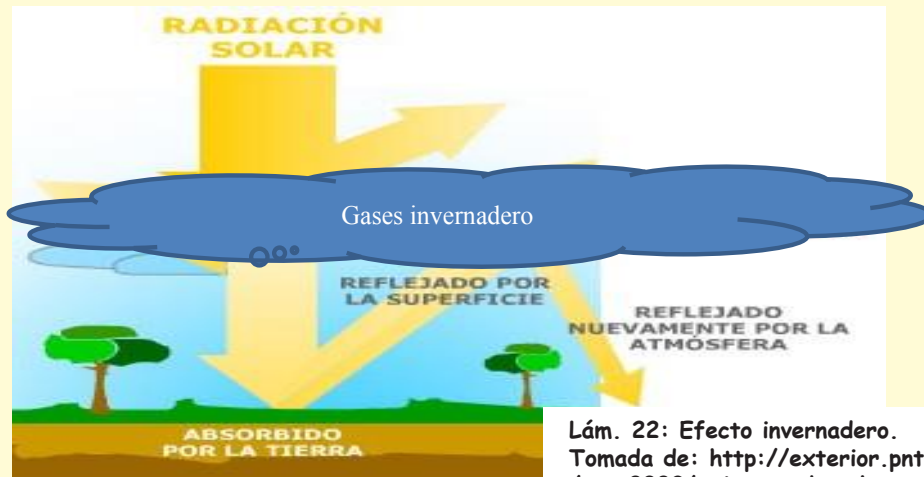 RADIACIÓN
SOLAR
Gases invernadero
REFLEJADO POR
LA SUPERFICIE
REFLEJADO
NUEVAMENTE POR LA
ATMÓSFERA
ABSORBIDO
POR LA TIERRA
Lám. 22: Efecto invernadero.
Tomada de: http://exterior.pnt